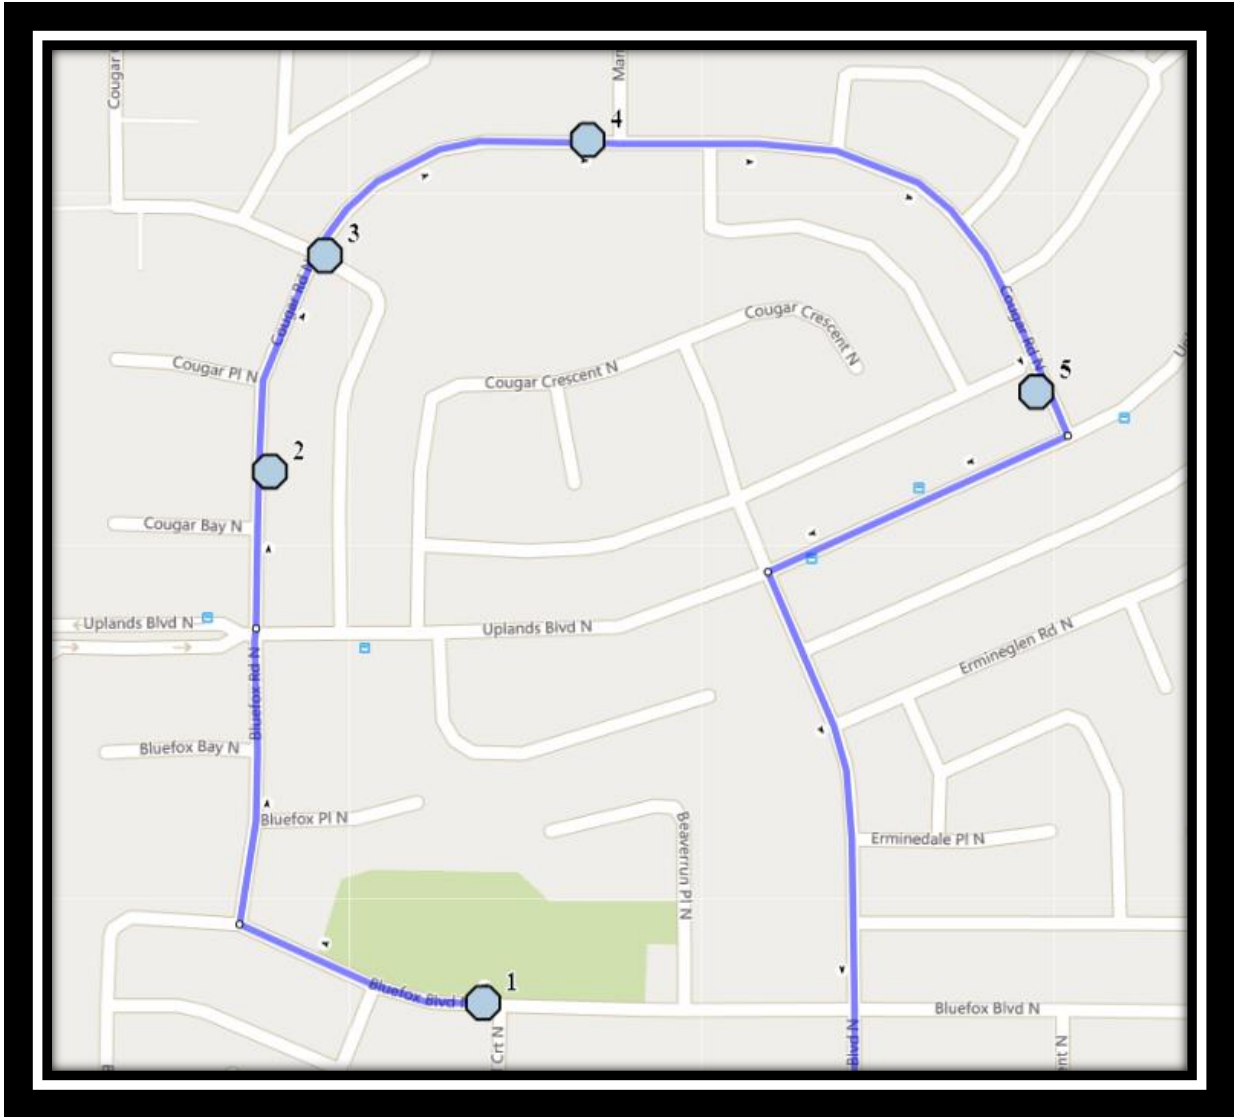 Cougar
Man
4
3
Cougar Rd N
Cougar Rd N
Cougar Crescent N
Cougar Pl N
Cougar Crescent N
5
2
Cougar Bay N
Uplands Blvd N
Uplands Blvd N
Ermineglen Rd N
Bluefox Rd N
Bluefox Bay N
Bluefox Pl N
Beaverrun Pl N
Erminedale Pl N
1
Bluefox Blvd
Bluefox Blvd N
Crt N
Blvd N
nt N